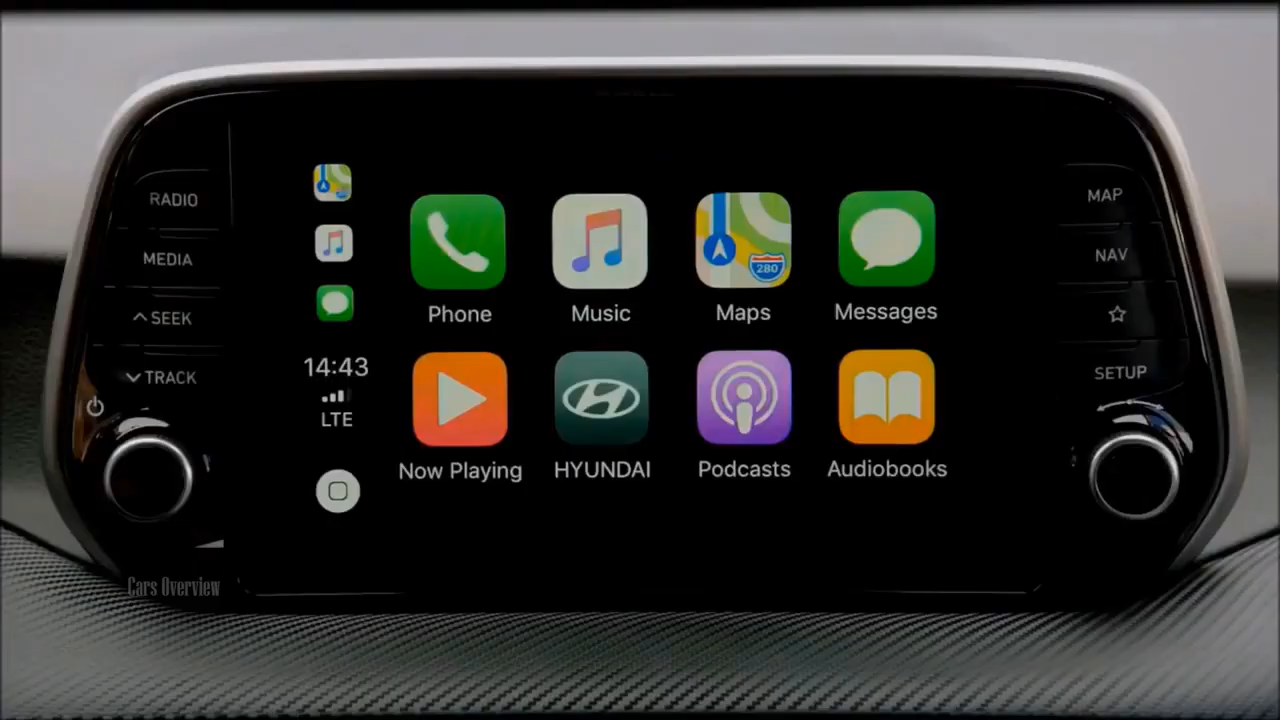 RADIO
MEDIA
SEEK
TRACK
14:43
LTE
Phone
Music
Maps
280
Messages
Now Playing
HYUNDAI
Podcasts
Audiobooks
MAP
NAV
SETUP
Cars Overview